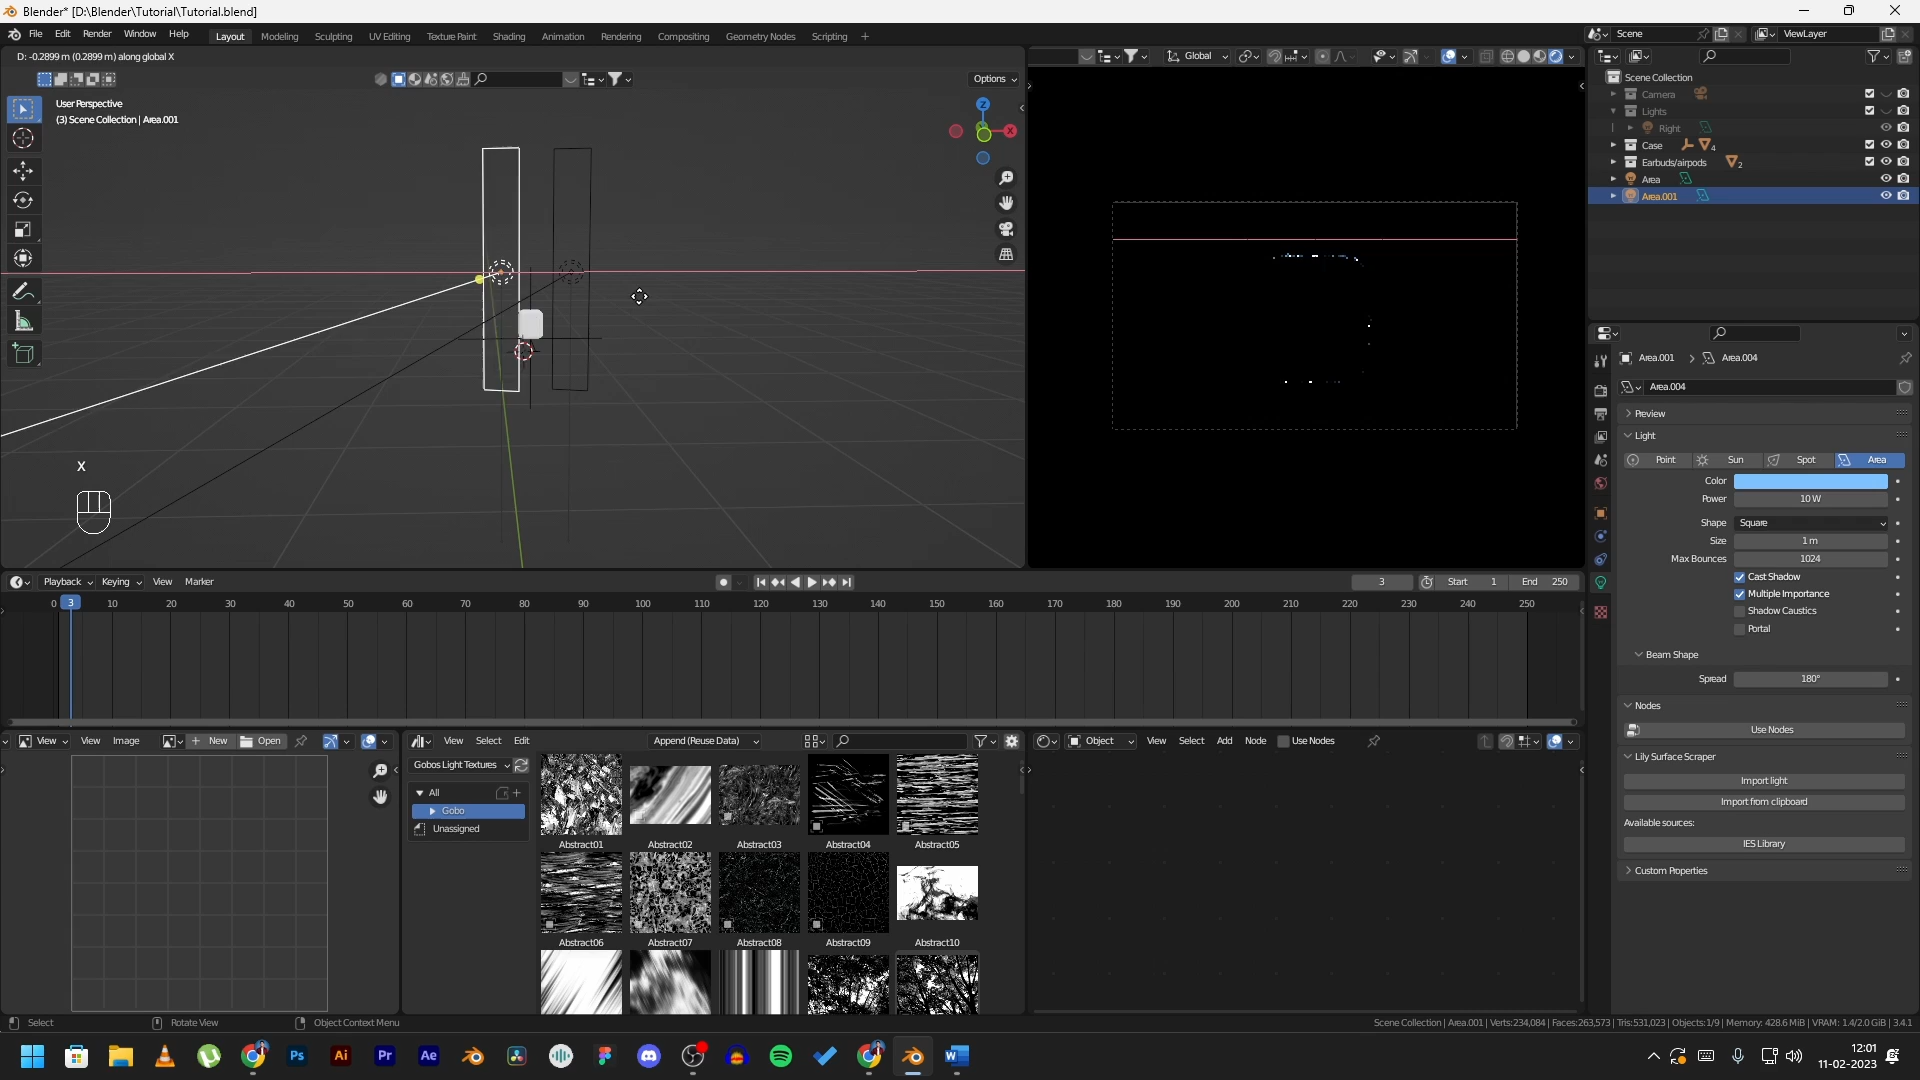 Blender* [D:\Blender\Tutorial\Tutorial.blend]
File Edit Render Window Help Layout Modeling Sculpting UV Editing Texture Paint Shading Animation Rendering Compositing Geometry Nodes Scripting + Scene ViewLayer
D: -0.2899 m (0.2899 m) along global X
Global
Options
User Perspective
(3) Scene Collection | Area.001
Z
X
X
Scene Collection
Camera
Lights
Right
Case 4
Earbuds/airpods 2
Area
Area.001
Area.001 > Area.004
Area.004
Preview
Light
Point Sun Spot Area
Color
Power 10 W
Shape Square
Size 1 m
Max Bounces 1024
Cast Shadow
Multiple Importance
Shadow Caustics
Portal
Beam Shape
Spread 180°
Nodes
Use Nodes
Lily Surface Scraper
Import light
Import from clipboard
Available sources:
IES Library
Custom Properties
Playback Keying View Marker 3 Start 1 End 250
0 3 10 20 30 40 50 60 70 80 90 100 110 120 130 140 150 160 170 180 190 200 210 220 230 240 250
View View Image + New Open
View Select Edit Append (Reuse Data)
Object View Select Add Node Use Nodes
Gobos Light Textures
All
Gobo
Unassigned
Abstract01 Abstract02 Abstract03 Abstract04 Abstract05
Abstract06 Abstract07 Abstract08 Abstract09 Abstract10
Select Rotate View Object Context Menu
Scene Collection | Area.001 | Verts:234,084 | Faces:263,573 | Tris:531,023 | Objects:1/9 | Memory: 428.6 MiB | VRAM: 1.4/2.0 GiB | 3.4.1
Ps Ai Pr Ae
12:01
11-02-2023